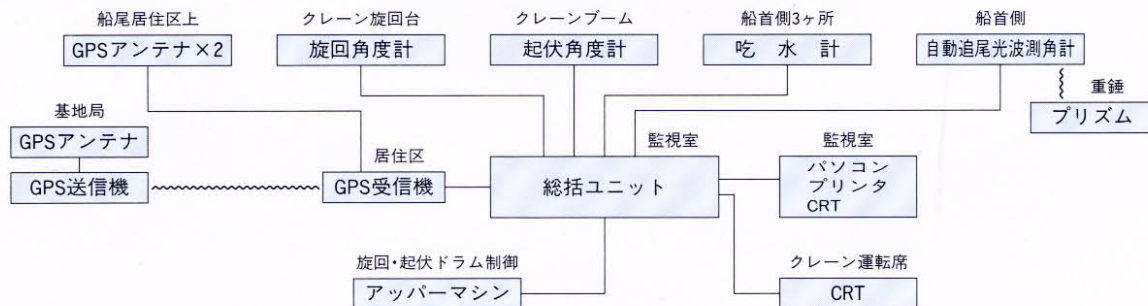 船尾居住区上
GPSアンテナ×2
クレーン旋回台
旋回角度計
クレーンブーム
起伏角度計
船首側3ヶ所
吃水計
船首側
自動追尾光波測角計
重錘
プリズム
基地局
GPSアンテナ
GPS送信機
居住区
GPS受信機
監視室
総括ユニット
監視室
パソコン
プリンタ
CRT
旋回・起伏ドラム制御
アッパーマシン
クレーン運転席
CRT